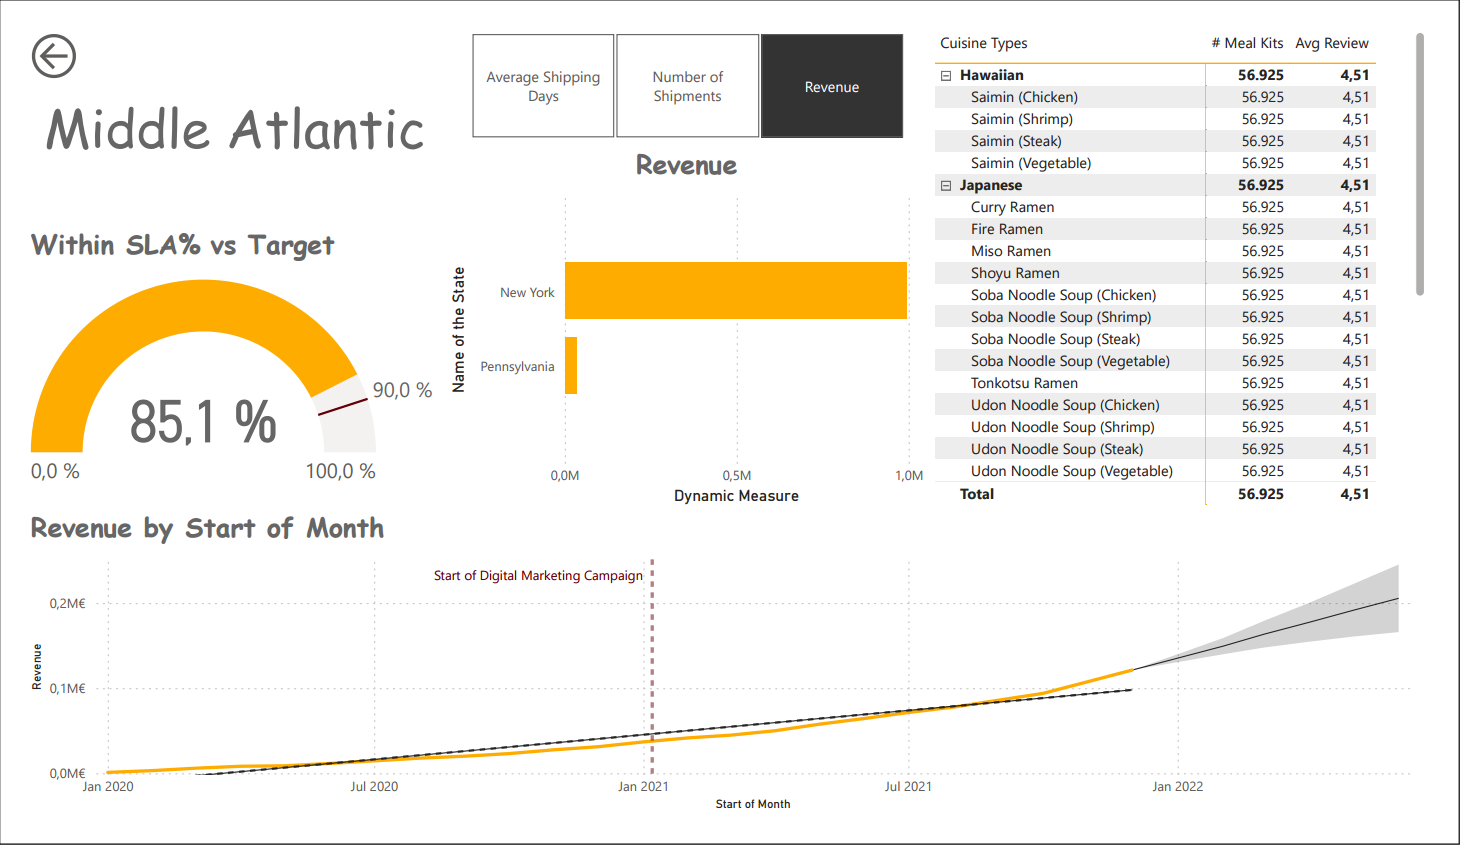 Middle Atlantic
Average Shipping
Days
Number of
Shipments
Revenue
Within SLA% vs Target
90,0 %
85,1 %
0,0 %
100,0 %
Revenue
Name of the State
New York
Pennsylvania
0,0M
0,5M
1,0M
Dynamic Measure
Cuisine Types # Meal Kits Avg Review
Hawaiian 56.925 4,51
Saimin (Chicken) 56.925 4,51
Saimin (Shrimp) 56.925 4,51
Saimin (Steak) 56.925 4,51
Saimin (Vegetable) 56.925 4,51
Japanese 56.925 4,51
Curry Ramen 56.925 4,51
Fire Ramen 56.925 4,51
Miso Ramen 56.925 4,51
Shoyu Ramen 56.925 4,51
Soba Noodle Soup (Chicken) 56.925 4,51
Soba Noodle Soup (Shrimp) 56.925 4,51
Soba Noodle Soup (Steak) 56.925 4,51
Soba Noodle Soup (Vegetable) 56.925 4,51
Tonkotsu Ramen 56.925 4,51
Udon Noodle Soup (Chicken) 56.925 4,51
Udon Noodle Soup (Shrimp) 56.925 4,51
Udon Noodle Soup (Steak) 56.925 4,51
Udon Noodle Soup (Vegetable) 56.925 4,51
Total 56.925 4,51
Revenue by Start of Month
Start of Digital Marketing Campaign
Revenue
0,2M€
0,1M€
0,0M€
Jan 2020
Jul 2020
Jan 2021
Jul 2021
Jan 2022
Start of Month